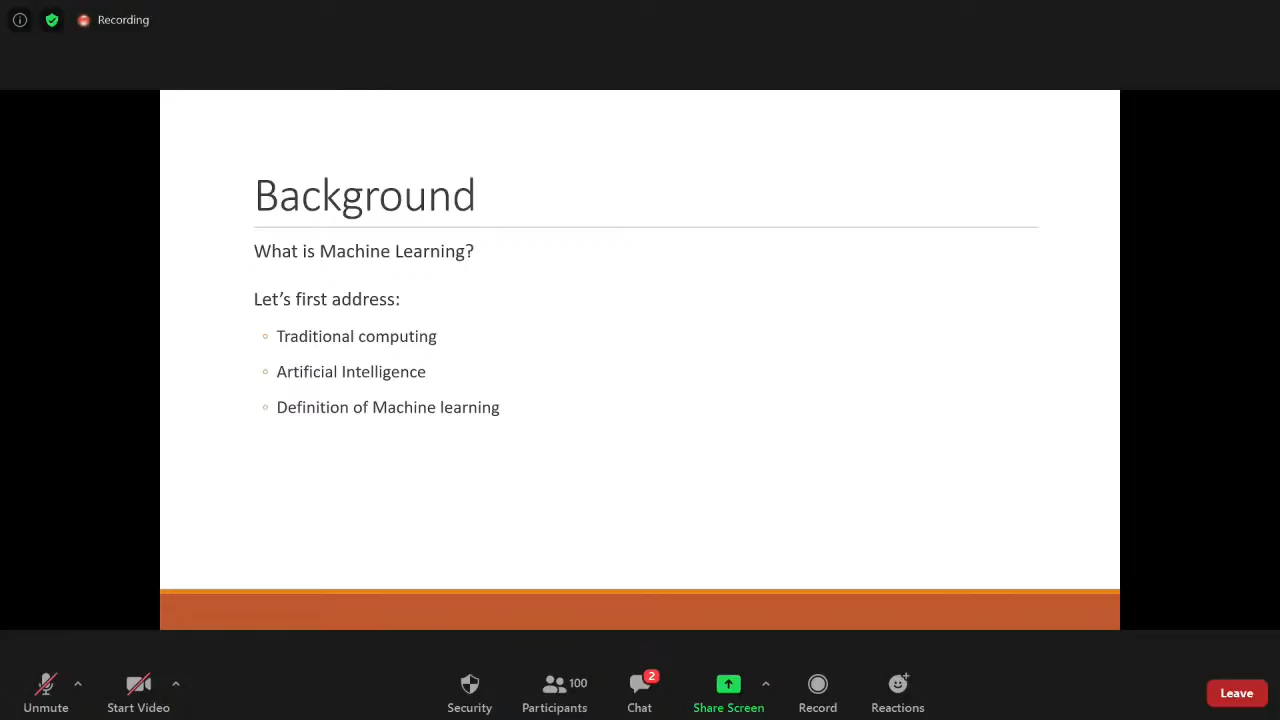 Recording
Background
What is Machine Learning?
Let's first address:
Traditional computing
Artificial Intelligence
Definition of Machine learning
100
2
Unmute
Start Video
Security
Participants
Chat
Share Screen
Record
Reactions
Leave